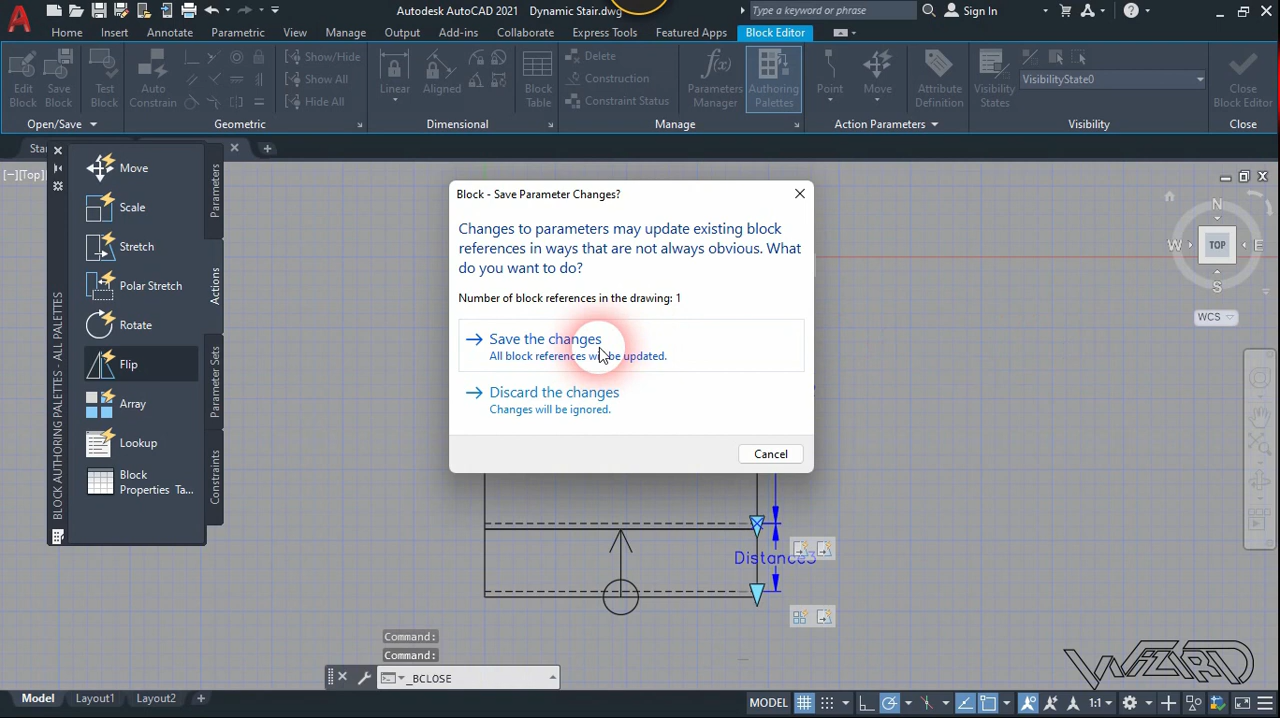 Autodesk AutoCAD 2021 Dynamic Stair.dwg
Type a keyword or phrase
Sign In
Home Insert Annotate Parametric View Manage Output Add-ins Collaborate Express Tools Featured Apps Block Editor
Edit Block
Save Block
Test Block
Auto Constrain
Show/Hide
Show All
Hide All
Linear
Aligned
Block Table
Delete
Construction
Constraint Status
Parameters Manager
Authoring Palettes
Point
Move
Attribute Definition
Visibility States
VisibilityState0
Close Block Editor
Open/Save Geometric Dimensional Manage Action Parameters Visibility Close
Star
[−][Top]
Move
Scale
Stretch
Polar Stretch
Rotate
Flip
Array
Lookup
Block
Properties Ta...
Parameters
Actions
Parameter Sets
Constraints
BLOCK AUTHORING PALETTES - ALL PALETTES
Block - Save Parameter Changes?
Changes to parameters may update existing block
references in ways that are not always obvious. What
do you want to do?
Number of block references in the drawing: 1
Save the changes
All block references will be updated.
Discard the changes
Changes will be ignored.
Cancel
N
W TOP E
S
WCS
Distance3
Command:
Command:
_BCLOSE
WIZARD
Model Layout1 Layout2
MODEL
1:1